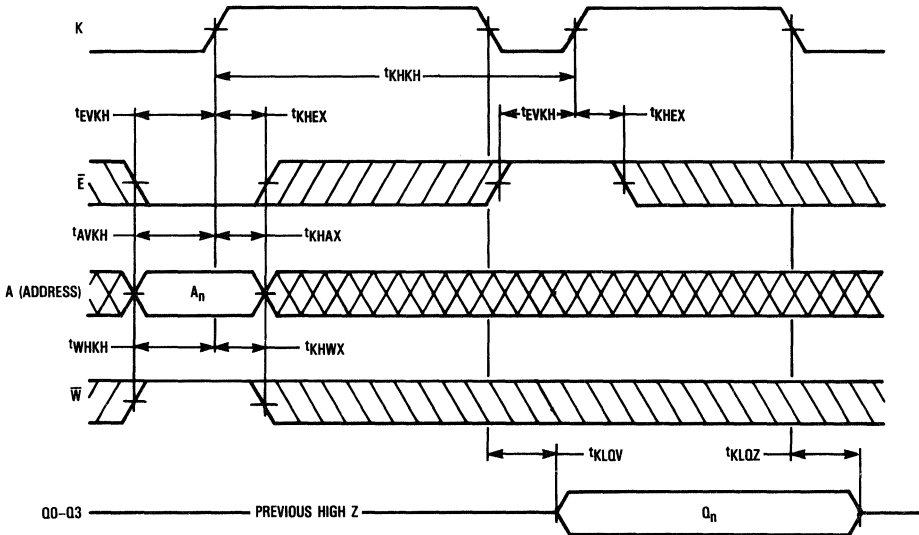 K
tKHKH
tEVKH
tKHEX
tEVKH
tKHEX
E
tAVKH
tKHAX
A (ADDRESS)
An
tWHKH
tKHWX
W
tKLQV
tKLQZ
Q0–Q3
PREVIOUS HIGH Z
Qn